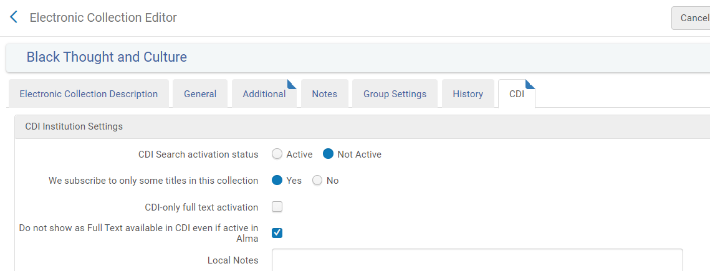 Electronic Collection Editor
Cancel
Black Thought and Culture
Electronic Collection Description General Additional Notes Group Settings History CDI
CDI Institution Settings
CDI Search activation status Active Not Active
We subscribe to only some titles in this collection Yes No
CDI-only full text activation
Do not show as Full Text available in CDI even if active in
Alma
Local Notes